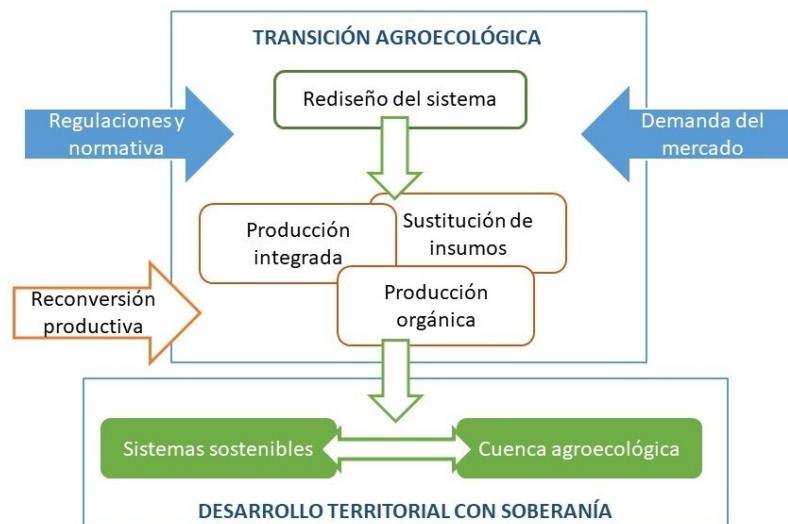 TRANSICIÓN AGROECOLÓGICA
Rediseño del sistema
Regulaciones y
normativa
Demanda del
mercado
Producción
integrada
Sustitución de
insumos
Producción
orgánica
Reconversión
productiva
Sistemas sostenibles
Cuenca agroecológica
DESARROLLO TERRITORIAL CON SOBERANÍA